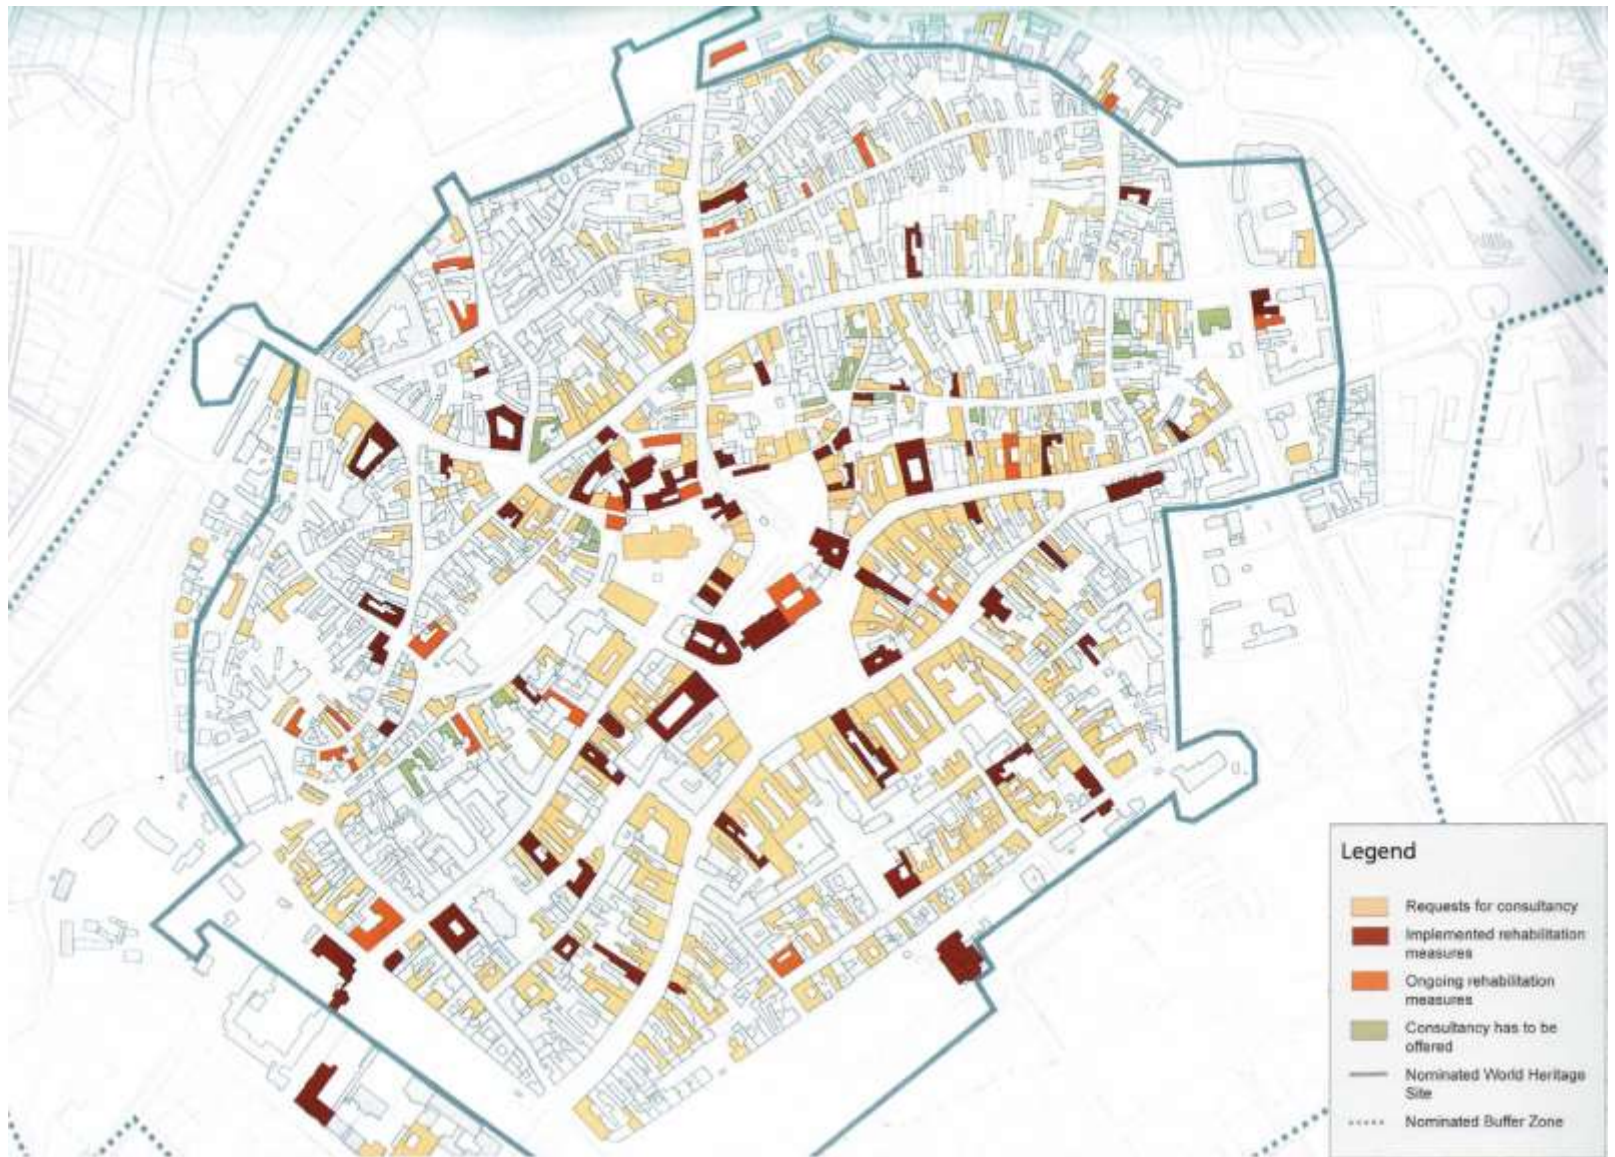 Legend
Requests for consultancy
Implemented rehabilitation
measures
Ongoing rehabilitation
measures
Consultancy has to be
offered
Nominated World Heritage
Site
Nominated Buffer Zone